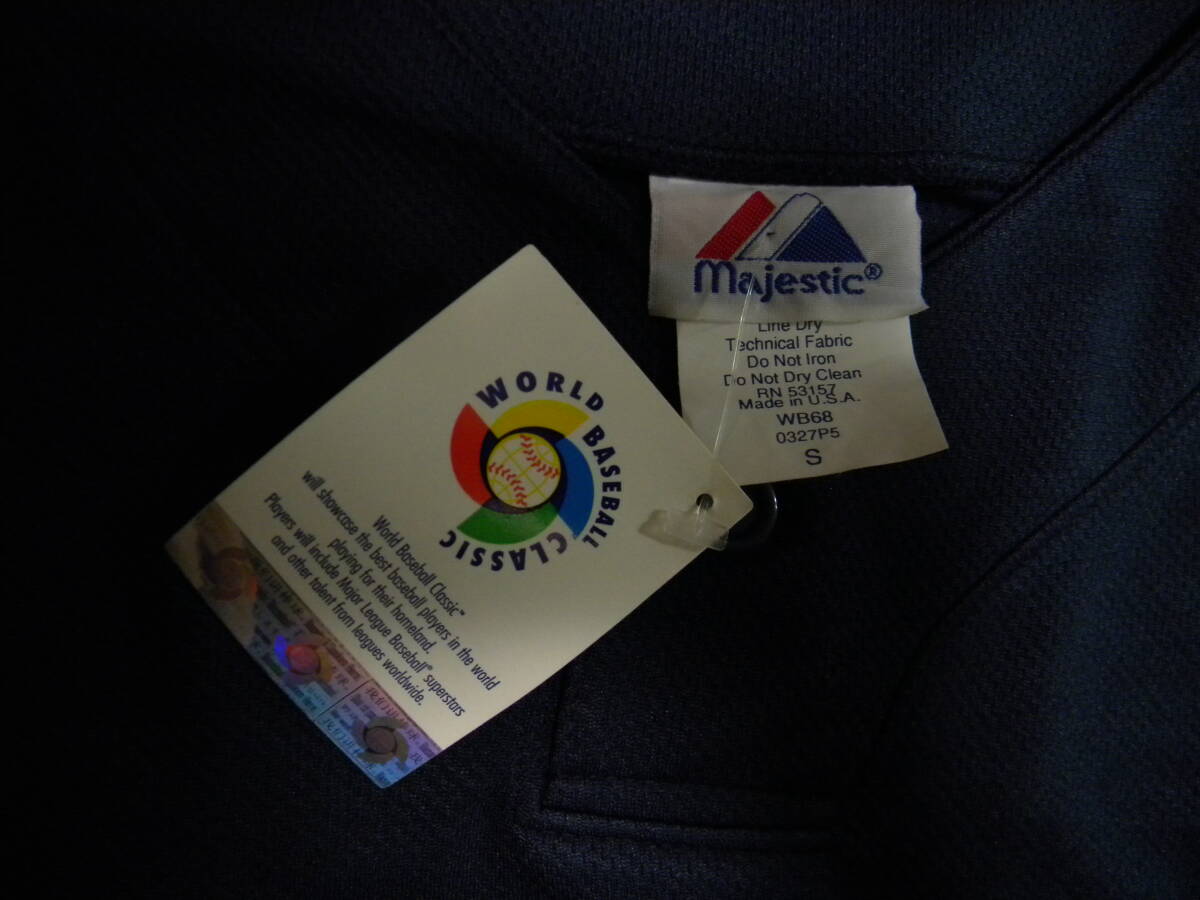 Majestic®
Line Dry
Technical Fabric
Do Not Iron
Do Not Dry Clean
RN 53157
Made in U.S.A.
WB68
0327P5
S
WORLD BASEBALL CLASSIC
World Baseball Classic™
will showcase the best baseball players in the world
playing for their homeland.
Players will include Major League Baseball® superstars
and other talent from leagues worldwide.